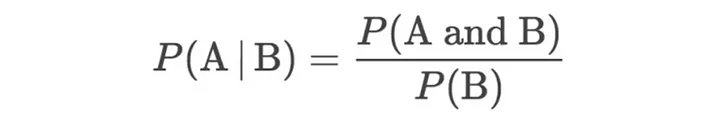 P(A | B) = P(A and B) / P(B)